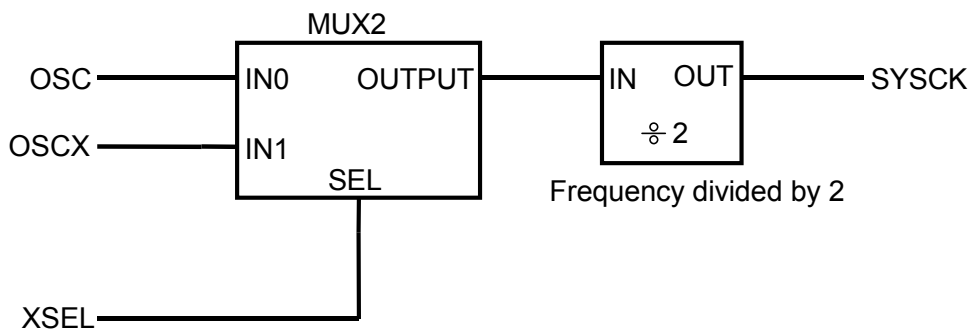 MUX2
OSC
IN0
OUTPUT
IN
OUT
SYSCK
OSCX
IN1
÷ 2
SEL
Frequency divided by 2
XSEL